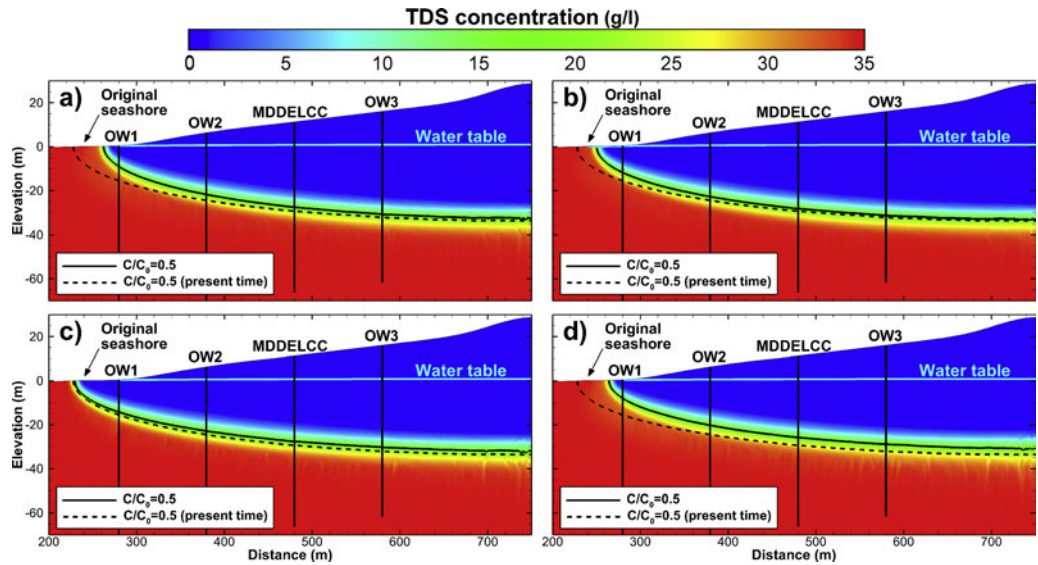 TDS concentration (g/l)
0 5 10 15 20 25 30 35
a)
Original
seashore
OW1
OW2
MDDELCC
OW3
Water table
C/C₀=0.5
C/C₀=0.5 (present time)
Elevation (m)
20
0
-20
-40
-60
b)
Original
seashore
OW1
OW2
MDDELCC
OW3
Water table
C/C₀=0.5
C/C₀=0.5 (present time)
c)
Original
seashore
OW1
OW2
MDDELCC
OW3
Water table
C/C₀=0.5
C/C₀=0.5 (present time)
Elevation (m)
20
0
-20
-40
-60
200 300 400 500 600 700
Distance (m)
d)
Original
seashore
OW1
OW2
MDDELCC
OW3
Water table
C/C₀=0.5
C/C₀=0.5 (present time)
300 400 500 600 700
Distance (m)